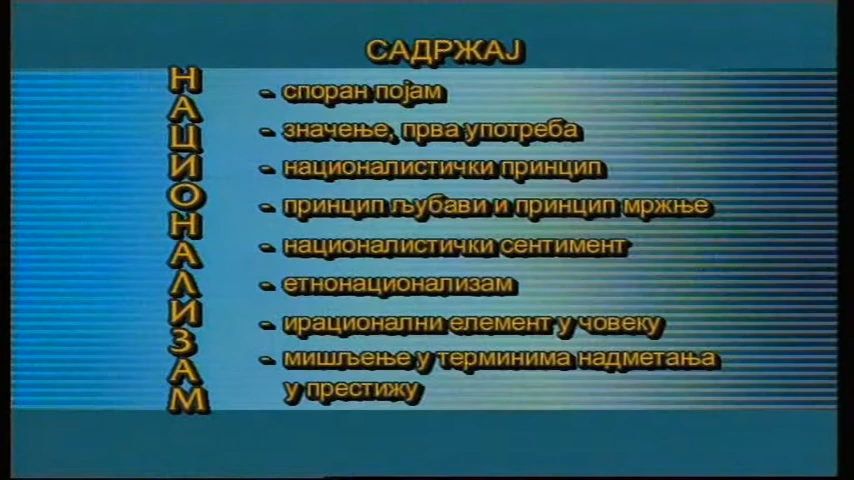 САДРЖАЈ
НАЦИОНАЛИЗАМ
- споран појам
- значење, прва употреба
- националистички принцип
- принцип љубави и принцип мржње
- националистички сентимент
- етнонационализам
- ирационални елемент у човеку
- мишљење у терминима надметања
у престижу